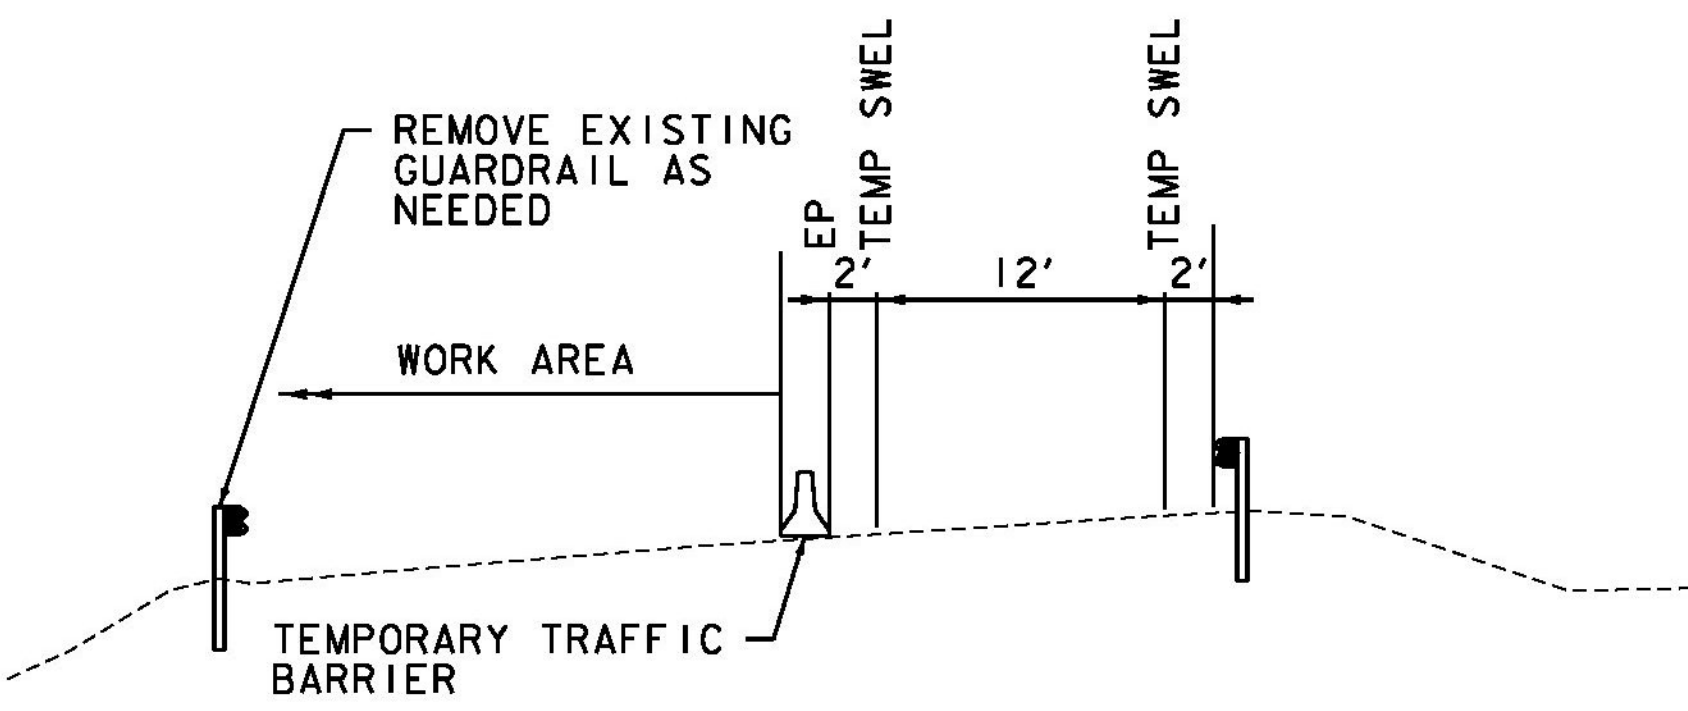 REMOVE EXISTING
GUARDRAIL AS
NEEDED
EP
TEMP SWEL
TEMP SWEL
2'
12'
2'
WORK AREA
TEMPORARY TRAFFIC
BARRIER